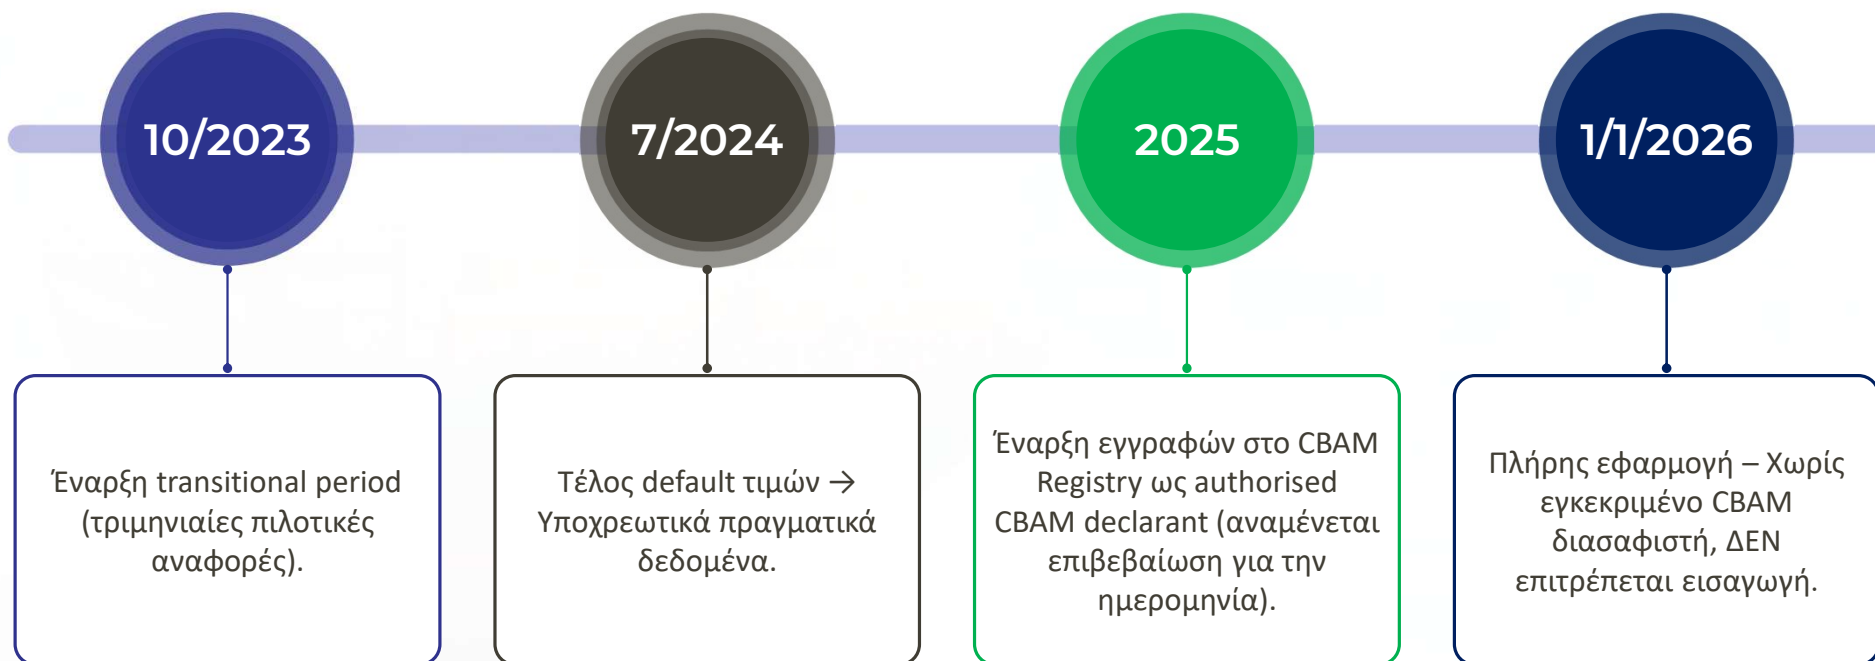 10/2023
7/2024
2025
1/1/2026
Έναρξη transitional period
(τριμηνιαίες πιλοτικές
αναφορές).
Τέλος default τιμών →
Υποχρεωτικά πραγματικά
δεδομένα.
Έναρξη εγγραφών στο CBAM
Registry ως authorised
CBAM declarant (αναμένεται
επιβεβαίωση για την
ημερομηνία).
Πλήρης εφαρμογή – Χωρίς
εγκεκριμένο CBAM
διασαφιστή, ΔΕΝ
επιτρέπεται εισαγωγή.